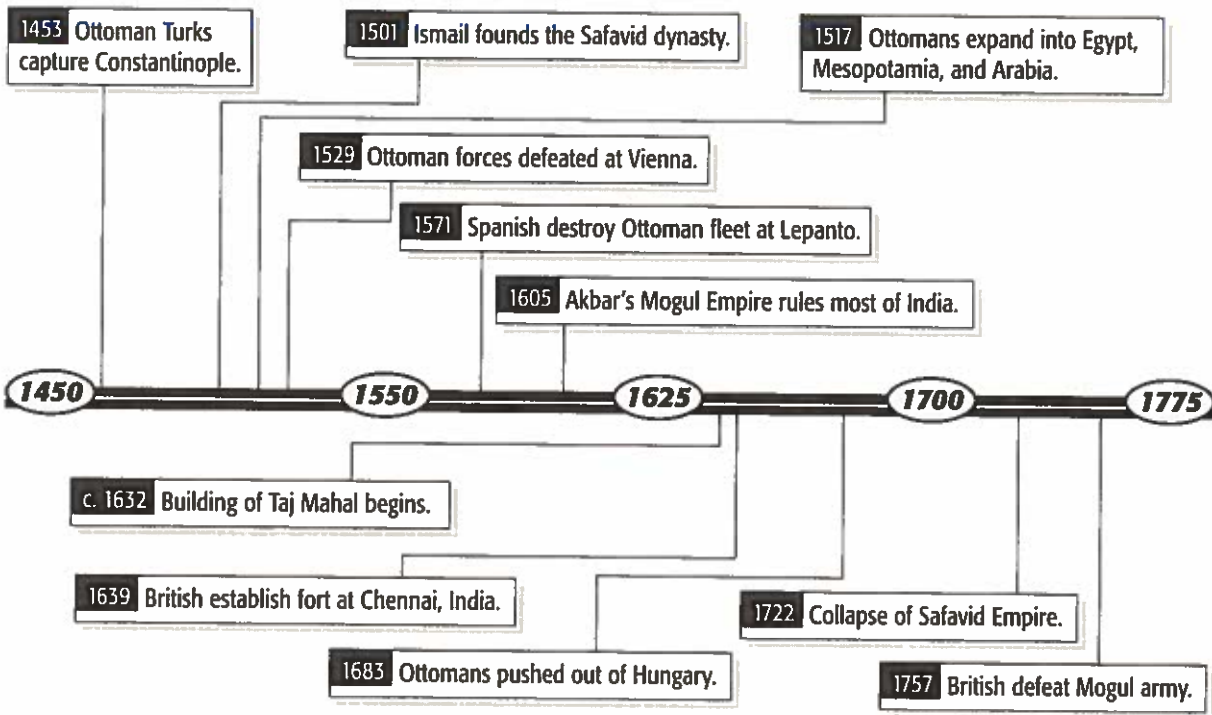 1453 Ottoman Turks
capture Constantinople.
1501 Ismail founds the Safavid dynasty.
1517 Ottomans expand into Egypt,
Mesopotamia, and Arabia.
1529 Ottoman forces defeated at Vienna.
1571 Spanish destroy Ottoman fleet at Lepanto.
1605 Akbar's Mogul Empire rules most of India.
1450
1550
1625
1700
1775
c. 1632 Building of Taj Mahal begins.
1639 British establish fort at Chennai, India.
1683 Ottomans pushed out of Hungary.
1722 Collapse of Safavid Empire.
1757 British defeat Mogul army.